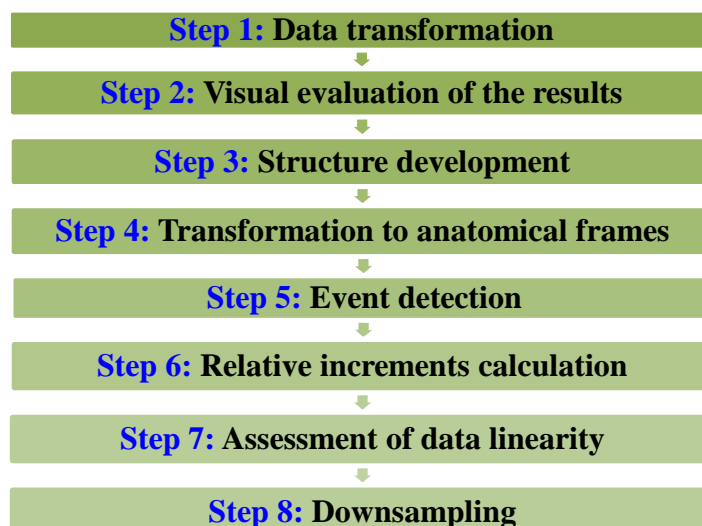 Step 1: Data transformation
Step 2: Visual evaluation of the results
Step 3: Structure development
Step 4: Transformation to anatomical frames
Step 5: Event detection
Step 6: Relative increments calculation
Step 7: Assessment of data linearity
Step 8: Downsampling